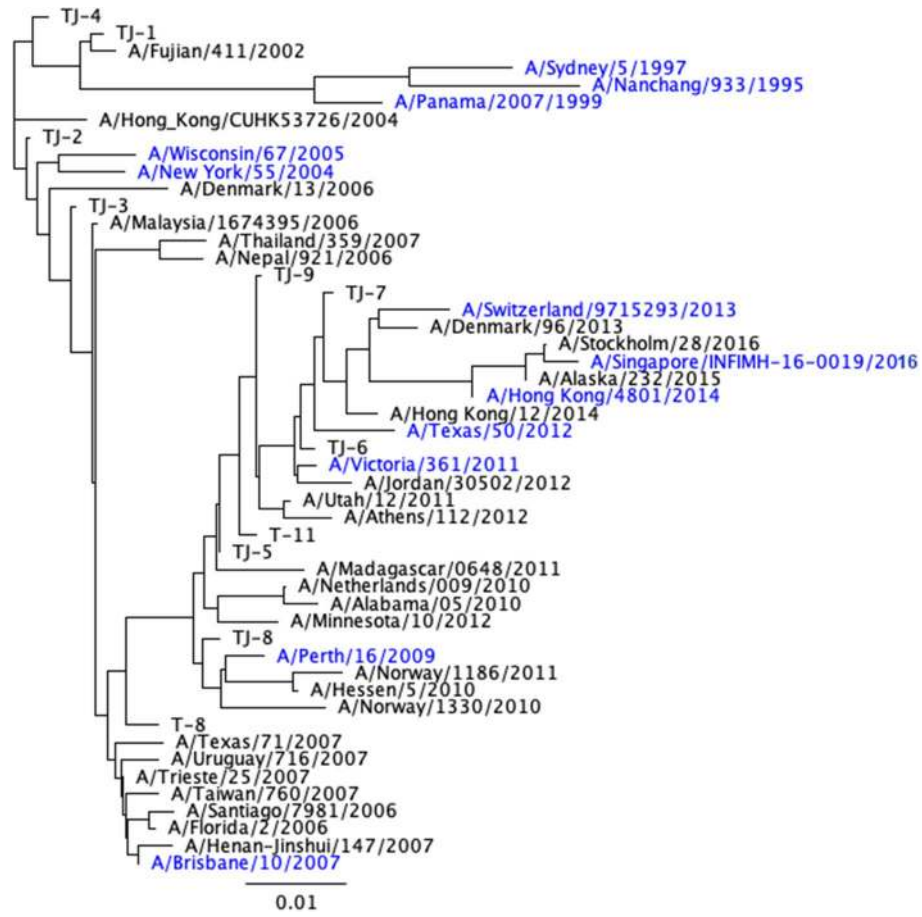 TJ-4
TJ-1
A/Fujian/411/2002
A/Sydney/5/1997
A/Nanchang/933/1995
A/Panama/2007/1999
A/Hong_Kong/CUHK53726/2004
TJ-2
A/Wisconsin/67/2005
A/New York/55/2004
A/Denmark/13/2006
TJ-3
A/Malaysia/1674395/2006
A/Thailand/359/2007
A/Nepal/921/2006
TJ-9
TJ-7
A/Switzerland/9715293/2013
A/Denmark/96/2013
A/Stockholm/28/2016
A/Singapore/INFIMH-16-0019/2016
A/Alaska/232/2015
A/Hong Kong/4801/2014
A/Hong Kong/12/2014
A/Texas/50/2012
TJ-6
A/Victoria/361/2011
A/Jordan/30502/2012
A/Utah/12/2011
A/Athens/112/2012
T-11
TJ-5
A/Madagascar/0648/2011
A/Netherlands/009/2010
A/Alabama/05/2010
A/Minnesota/10/2012
TJ-8
A/Perth/16/2009
A/Norway/1186/2011
A/Hessen/5/2010
A/Norway/1330/2010
T-8
A/Texas/71/2007
A/Uruguay/716/2007
A/Trieste/25/2007
A/Taiwan/760/2007
A/Santiago/7981/2006
A/Florida/2/2006
A/Henan-Jinshui/147/2007
A/Brisbane/10/2007
0.01